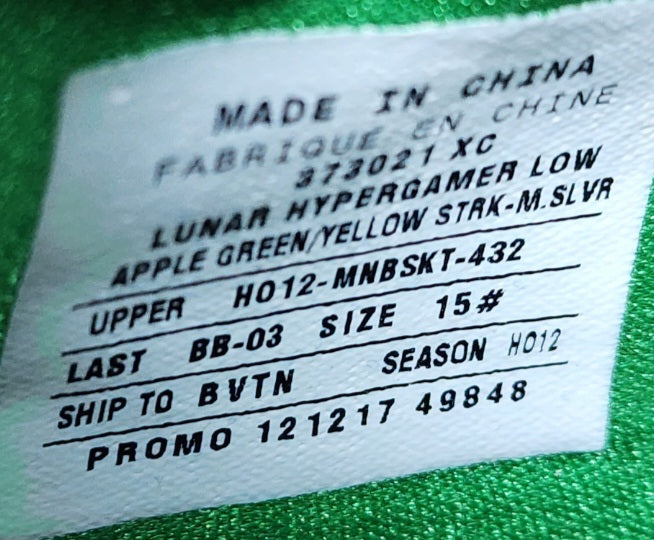 MADE IN CHINA
FABRIQUE EN CHINE
373021 XC
LUNAR HYPERGAMER LOW
APPLE GREEN/YELLOW STRK-M.SLVR
UPPER HO12-MNBSKT-432
LAST BB-03 SIZE 15#
SHIP TO BVTN SEASON HO12
PROMO 121217 49848